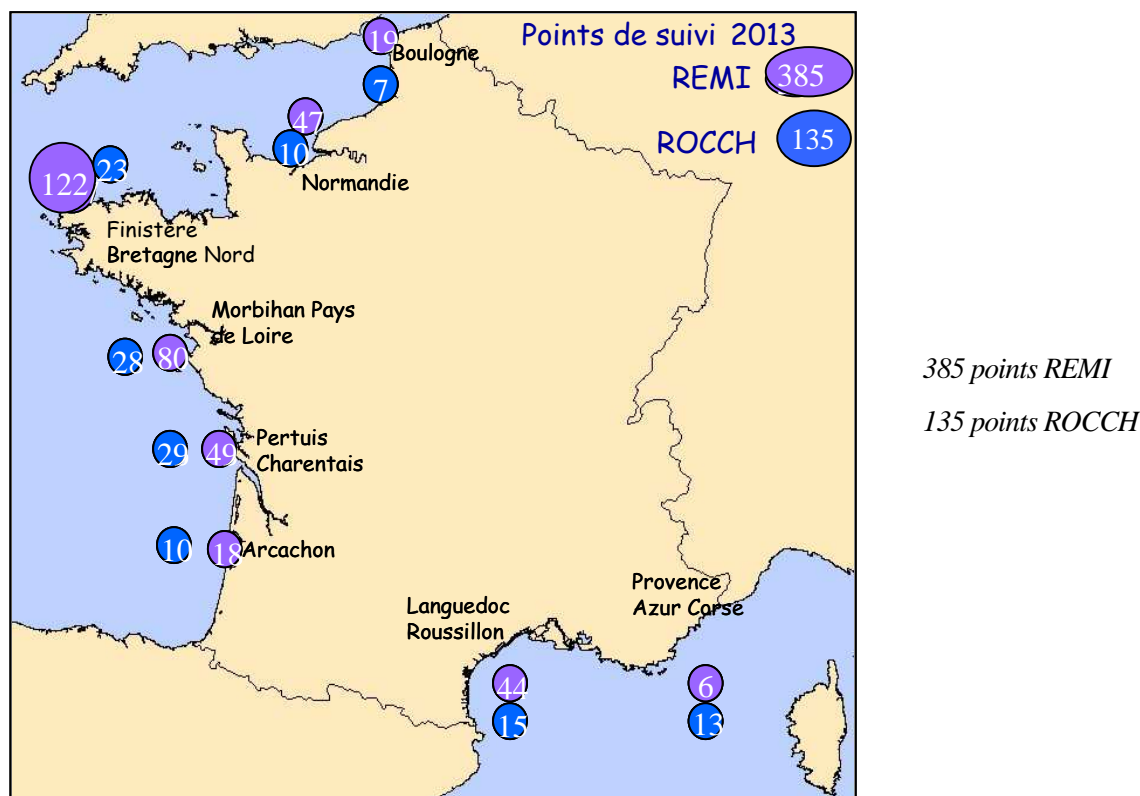 Points de suivi 2013
19
Boulogne
REMI 385
7
47
ROCCH 135
10
Normandie
23
122
Finistère
Bretagne Nord
Morbihan Pays
de Loire
28
80
385 points REMI
135 points ROCCH
29
49
Pertuis
Charentais
10
18
Arcachon
Provence
Azur Corse
Languedoc
Roussillon
44
6
15
13